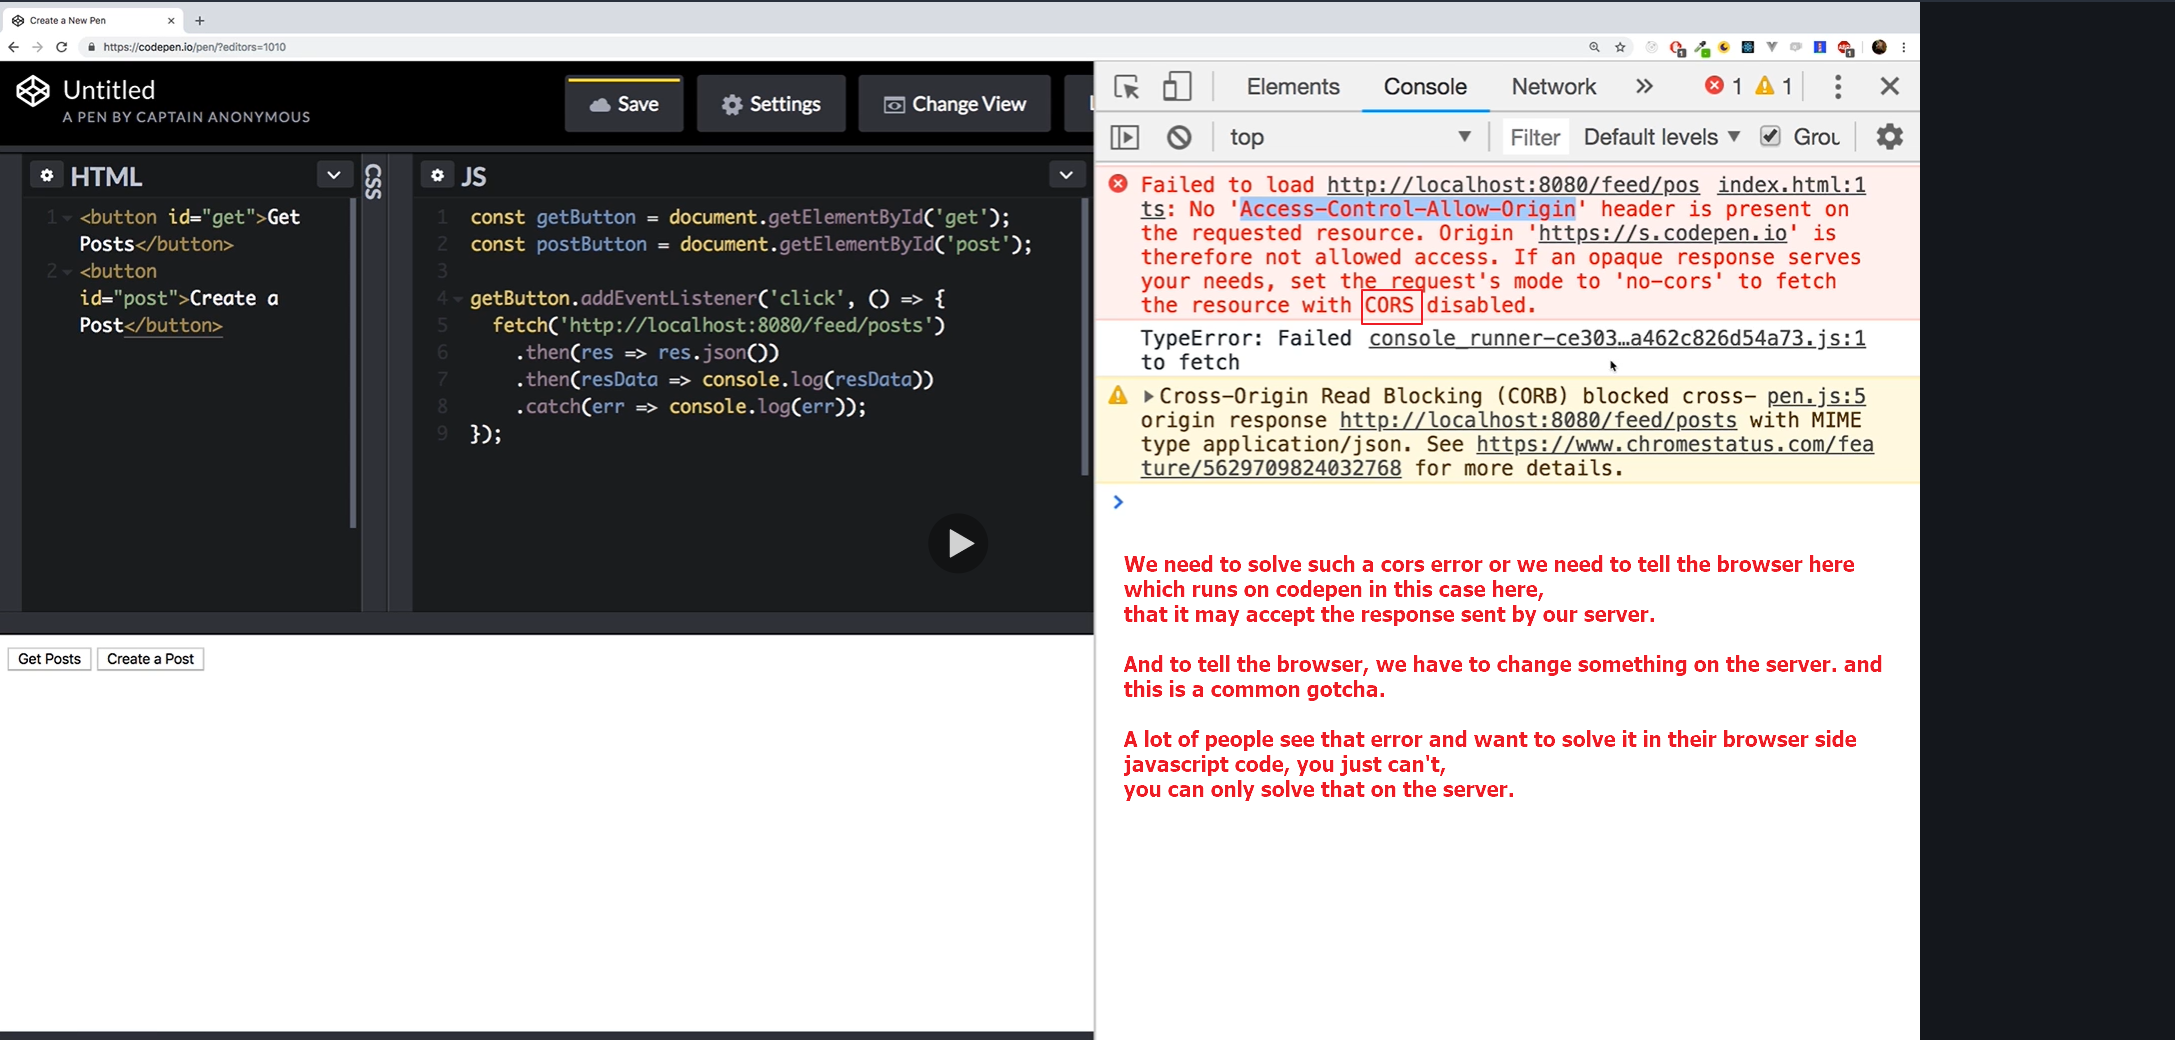 Create a New Pen
https://codepen.io/pen/?editors=1010
Untitled
A PEN BY CAPTAIN ANONYMOUS
Save
Settings
Change View
HTML
CSS
JS
1 <button id="get">Get
Posts</button>
2 <button
id="post">Create a
Post</button>
1 const getButton = document.getElementById('get');
2 const postButton = document.getElementById('post');
3
4 getButton.addEventListener('click', () => {
5 fetch('http://localhost:8080/feed/posts')
6 .then(res => res.json())
7 .then(resData => console.log(resData))
8 .catch(err => console.log(err));
9 });
Get Posts Create a Post
Elements Console Network » 1 1
top Filter Default levels Grou
Failed to load http://localhost:8080/feed/pos index.html:1
ts: No 'Access-Control-Allow-Origin' header is present on
the requested resource. Origin 'https://s.codepen.io' is
therefore not allowed access. If an opaque response serves
your needs, set the request's mode to 'no-cors' to fetch
the resource with CORS disabled.
TypeError: Failed console_runner-ce303…a462c826d54a73.js:1
to fetch
Cross-Origin Read Blocking (CORB) blocked cross- pen.js:5
origin response http://localhost:8080/feed/posts with MIME
type application/json. See https://www.chromestatus.com/fea
ture/5629709824032768 for more details.
We need to solve such a cors error or we need to tell the browser here
which runs on codepen in this case here,
that it may accept the response sent by our server.
And to tell the browser, we have to change something on the server. and
this is a common gotcha.
A lot of people see that error and want to solve it in their browser side
javascript code, you just can't,
you can only solve that on the server.